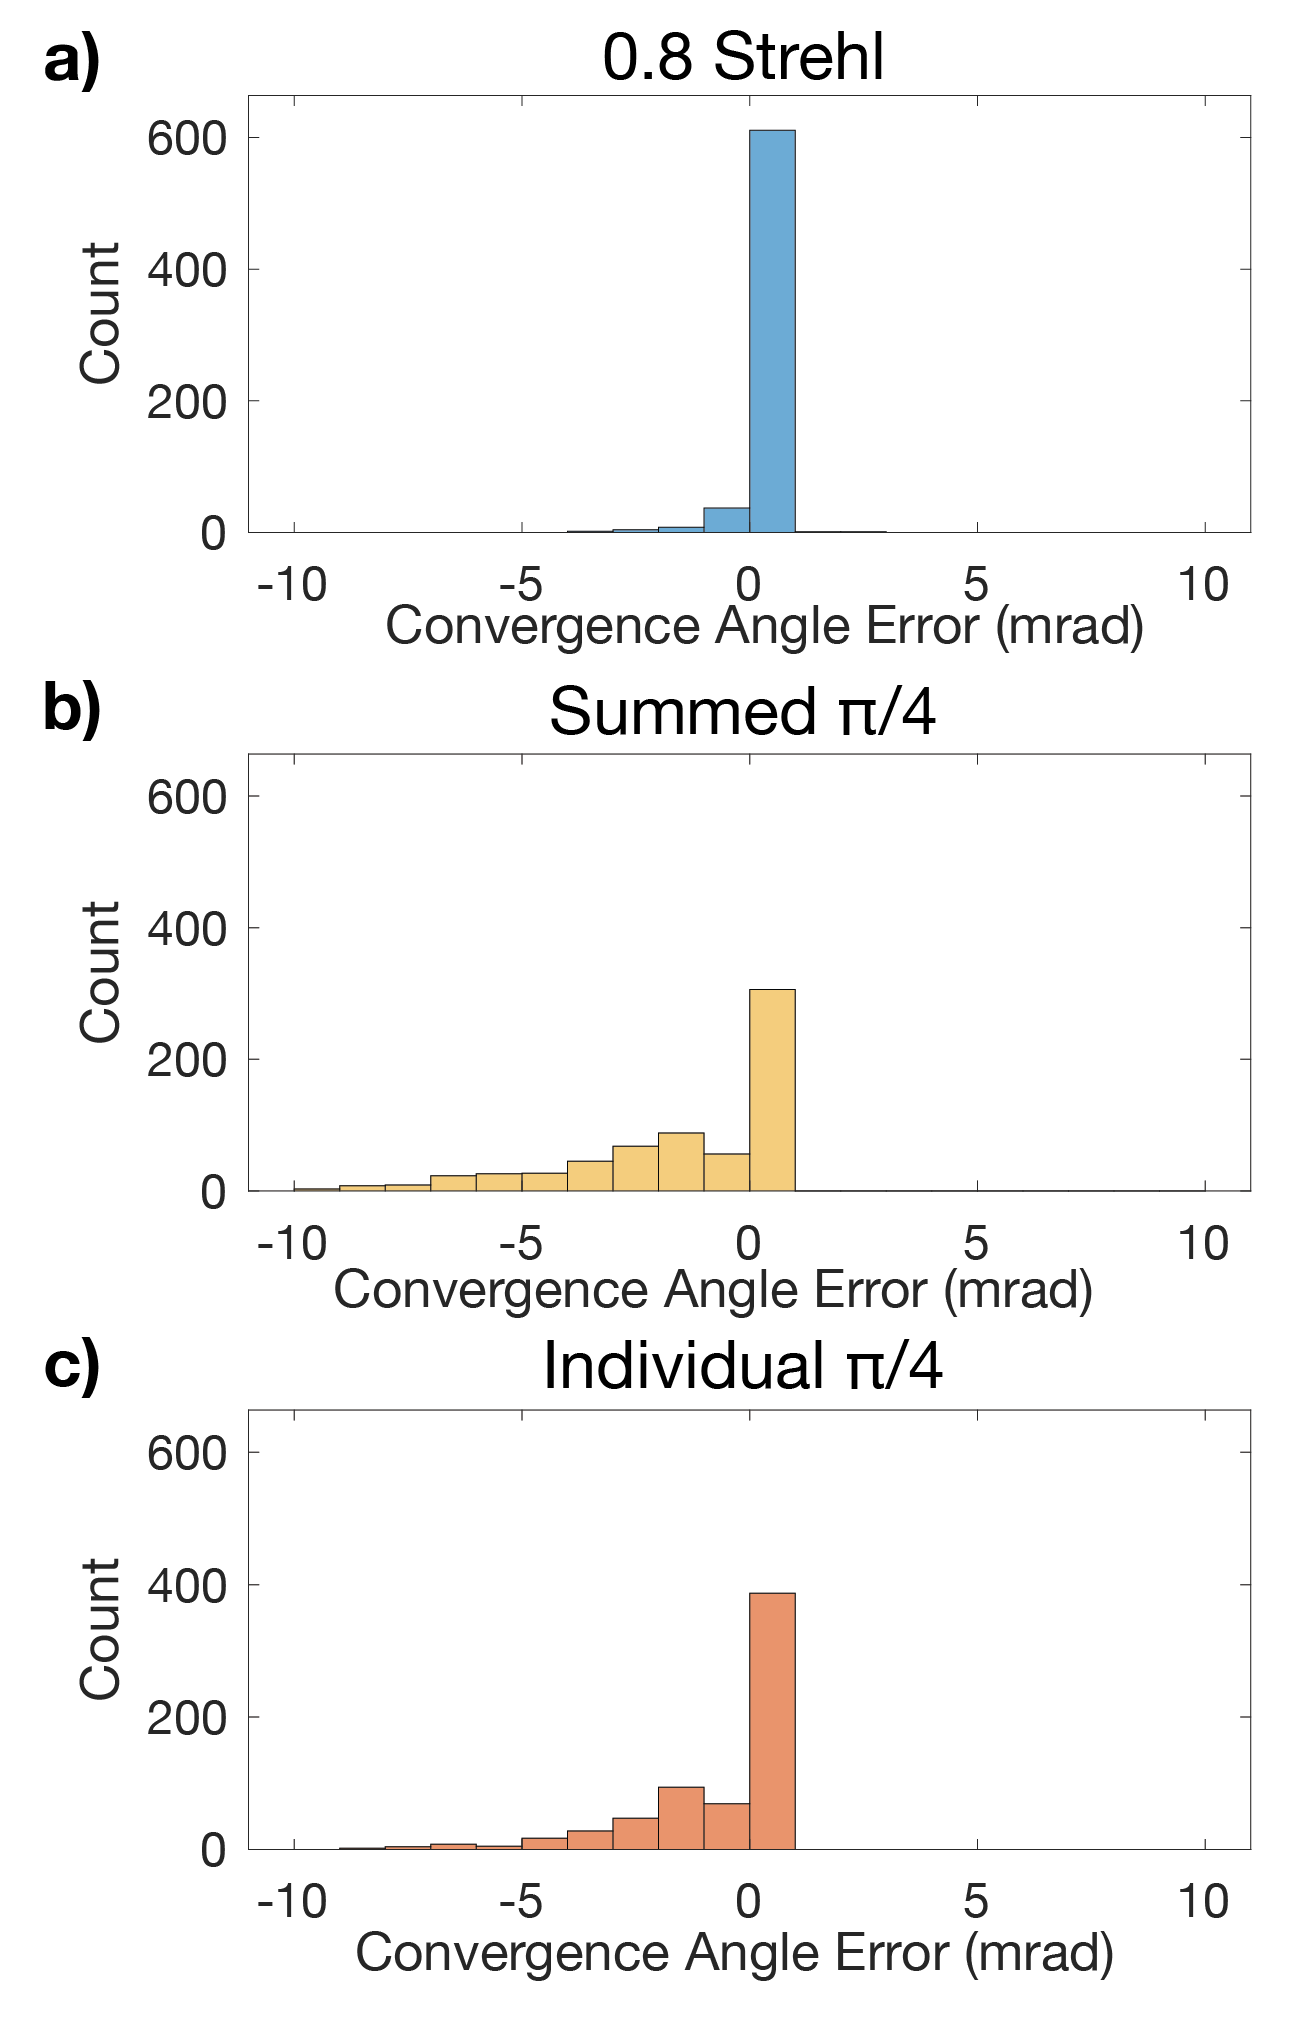 a)
0.8 Strehl
600
400
200
0
Count
-10 -5 0 5 10
Convergence Angle Error (mrad)
b)
Summed π/4
600
400
200
0
Count
-10 -5 0 5 10
Convergence Angle Error (mrad)
c)
Individual π/4
600
400
200
0
Count
-10 -5 0 5 10
Convergence Angle Error (mrad)